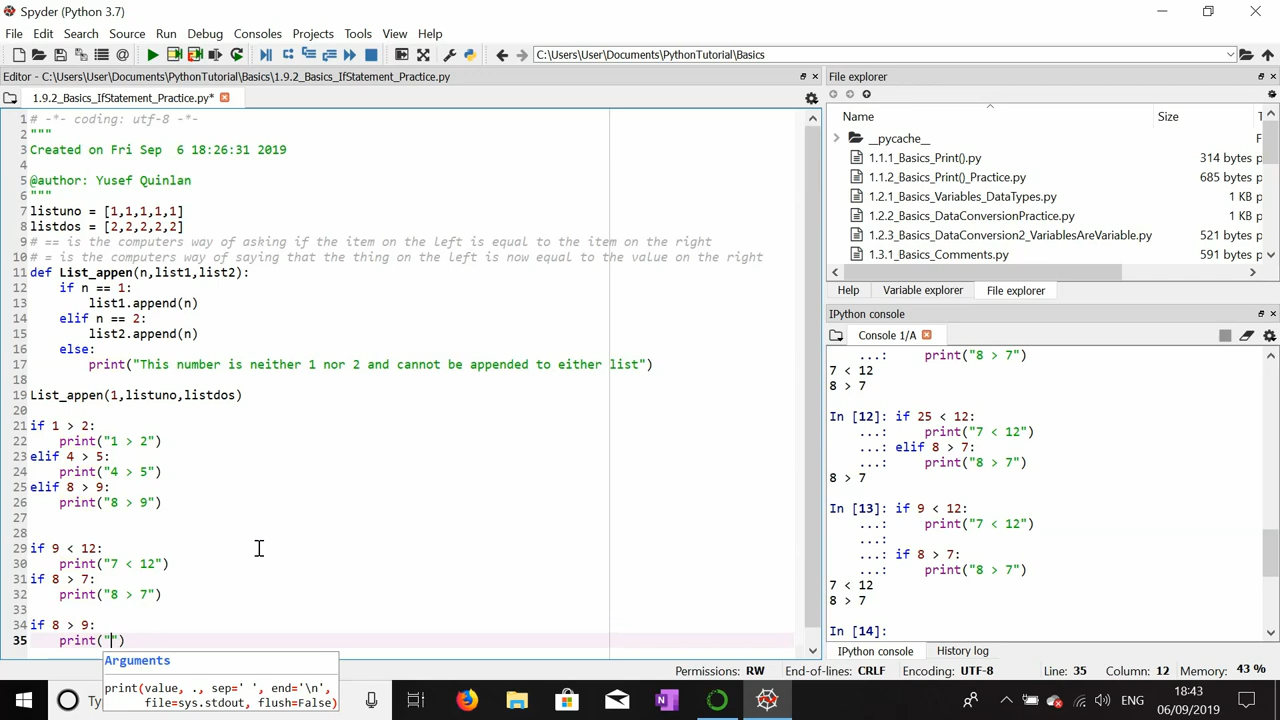 Spyder (Python 3.7)
File Edit Search Source Run Debug Consoles Projects Tools View Help
C:\Users\User\Documents\PythonTutorial\Basics
Editor - C:\Users\User\Documents\PythonTutorial\Basics\1.9.2_Basics_IfStatement_Practice.py
1.9.2_Basics_IfStatement_Practice.py*
1 # -*- coding: utf-8 -*-
2 """
3 Created on Fri Sep  6 18:26:31 2019
4
5 @author: Yusef Quinlan
6 """
7 listuno = [1,1,1,1,1]
8 listdos = [2,2,2,2,2]
9 # == is the computers way of asking if the item on the left is equal to the item on the right
10 # = is the computers way of saying that the thing on the left is now equal to the value on the right
11 def List_appen(n,list1,list2):
12     if n == 1:
13         list1.append(n)
14     elif n == 2:
15         list2.append(n)
16     else:
17         print("This number is neither 1 nor 2 and cannot be appended to either list")
18
19 List_appen(1,listuno,listdos)
20
21 if 1 > 2:
22     print("1 > 2")
23 elif 4 > 5:
24     print("4 > 5")
25 elif 8 > 9:
26     print("8 > 9")
27
28
29 if 9 < 12:
30     print("7 < 12")
31 if 8 > 7:
32     print("8 > 7")
33
34 if 8 > 9:
35     print("")
Arguments
print(value, ., sep=' ', end='\n',
file=sys.stdout, flush=False)
File explorer
Name Size
__pycache__ F
1.1.1_Basics_Print().py 314 bytes p
1.1.2_Basics_Print()_Practice.py 685 bytes p
1.2.1_Basics_Variables_DataTypes.py 1 KB p
1.2.2_Basics_DataConversionPractice.py 1 KB p
1.2.3_Basics_DataConversion2_VariablesAreVariable.py 521 bytes p
1.3.1_Basics_Comments.py 591 bytes p
Help Variable explorer File explorer
IPython console
Console 1/A
...:     print("8 > 7")
7 < 12
8 > 7
In [12]: if 25 < 12:
...:     print("7 < 12")
...: elif 8 > 7:
...:     print("8 > 7")
8 > 7
In [13]: if 9 < 12:
...:     print("7 < 12")
...:
...: if 8 > 7:
...:     print("8 > 7")
7 < 12
8 > 7
In [14]:
IPython console History log
Permissions: RW End-of-lines: CRLF Encoding: UTF-8 Line: 35 Column: 12 Memory: 43 %
ENG
18:43
06/09/2019